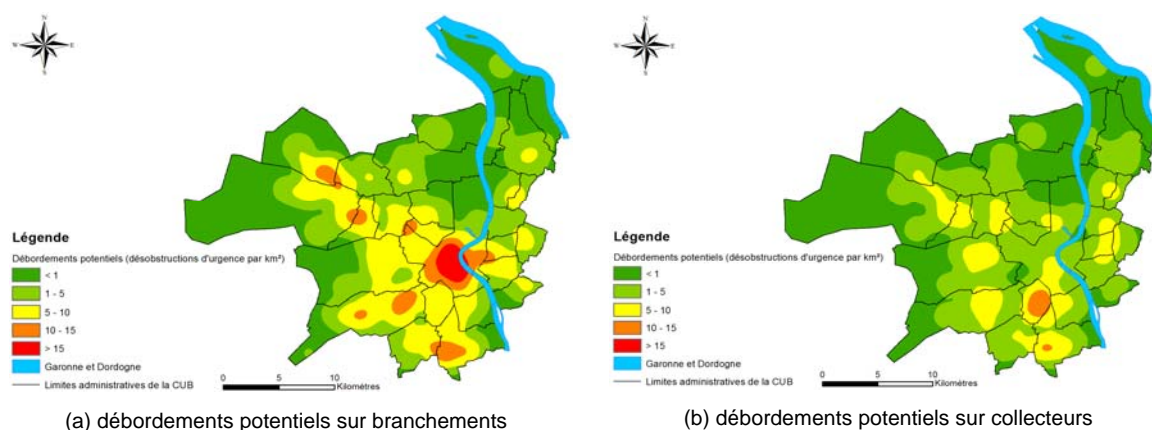 N
W E
S
Légende
Débordements potentiels (désobstructions d'urgence par km²)
< 1
1 - 5
5 - 10
10 - 15
> 15
Garonne et Dordogne
Limites administratives de la CUB
0 5 10
Kilomètres
(a) débordements potentiels sur branchements
N
W E
S
Légende
Débordements potentiels (désobstructions d'urgence par km²)
< 1
1 - 5
5 - 10
10 - 15
> 15
Garonne et Dordogne
Limites administratives de la CUB
0 5 10
Kilomètres
(b) débordements potentiels sur collecteurs